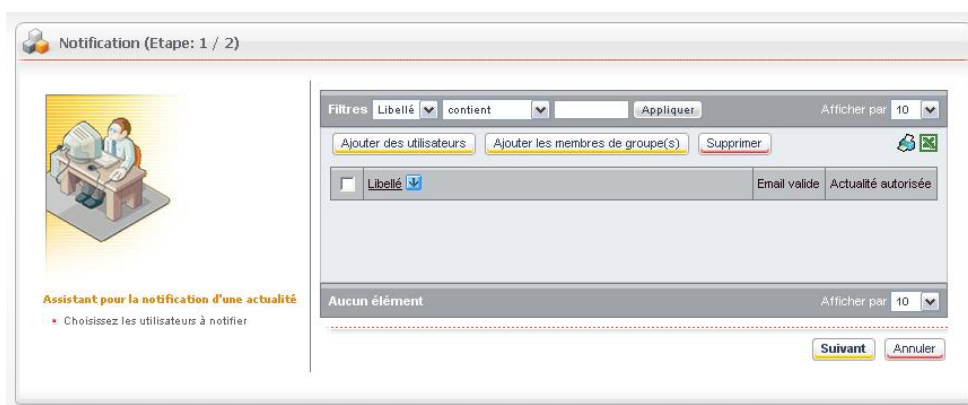 Notification (Etape: 1 / 2)
Filtres Libellé contient Appliquer Afficher par 10
Ajouter des utilisateurs Ajouter les membres de groupe(s) Supprimer
Libellé Email valide Actualité autorisée
Assistant pour la notification d'une actualité
Choisissez les utilisateurs à notifier
Aucun élément Afficher par 10
Suivant Annuler